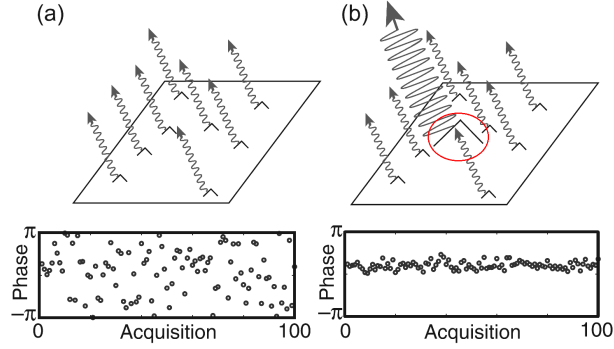 (a)
(b)
π
Phase
−π
0
Acquisition
100
π
Phase
−π
0
Acquisition
100